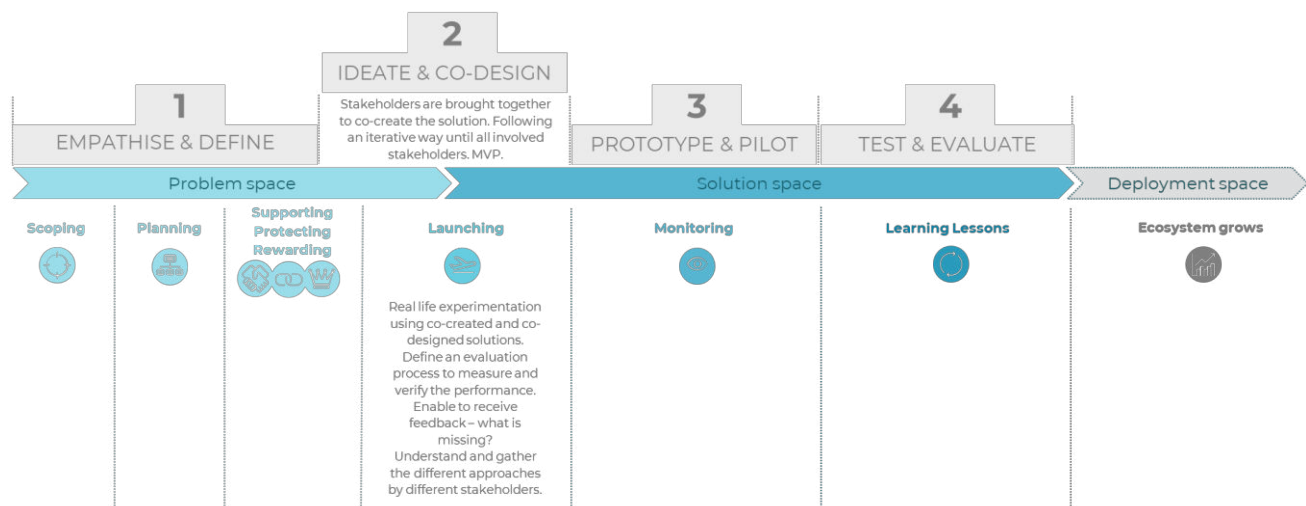 2
IDEATE & CO-DESIGN
Stakeholders are brought together
to co-create the solution. Following
an iterative way until all involved
stakeholders. MVP.
1
EMPATHISE & DEFINE
3
PROTOTYPE & PILOT
4
TEST & EVALUATE
Problem space
Solution space
Deployment space
Scoping
Planning
Supporting
Protecting
Rewarding
Launching
Monitoring
Learning Lessons
Ecosystem grows
Real life experimentation
using co-created and co-
designed solutions.
Define an evaluation
process to measure and
verify the performance.
Enable to receive
feedback – what is
missing?
Understand and gather
the different approaches
by different stakeholders.